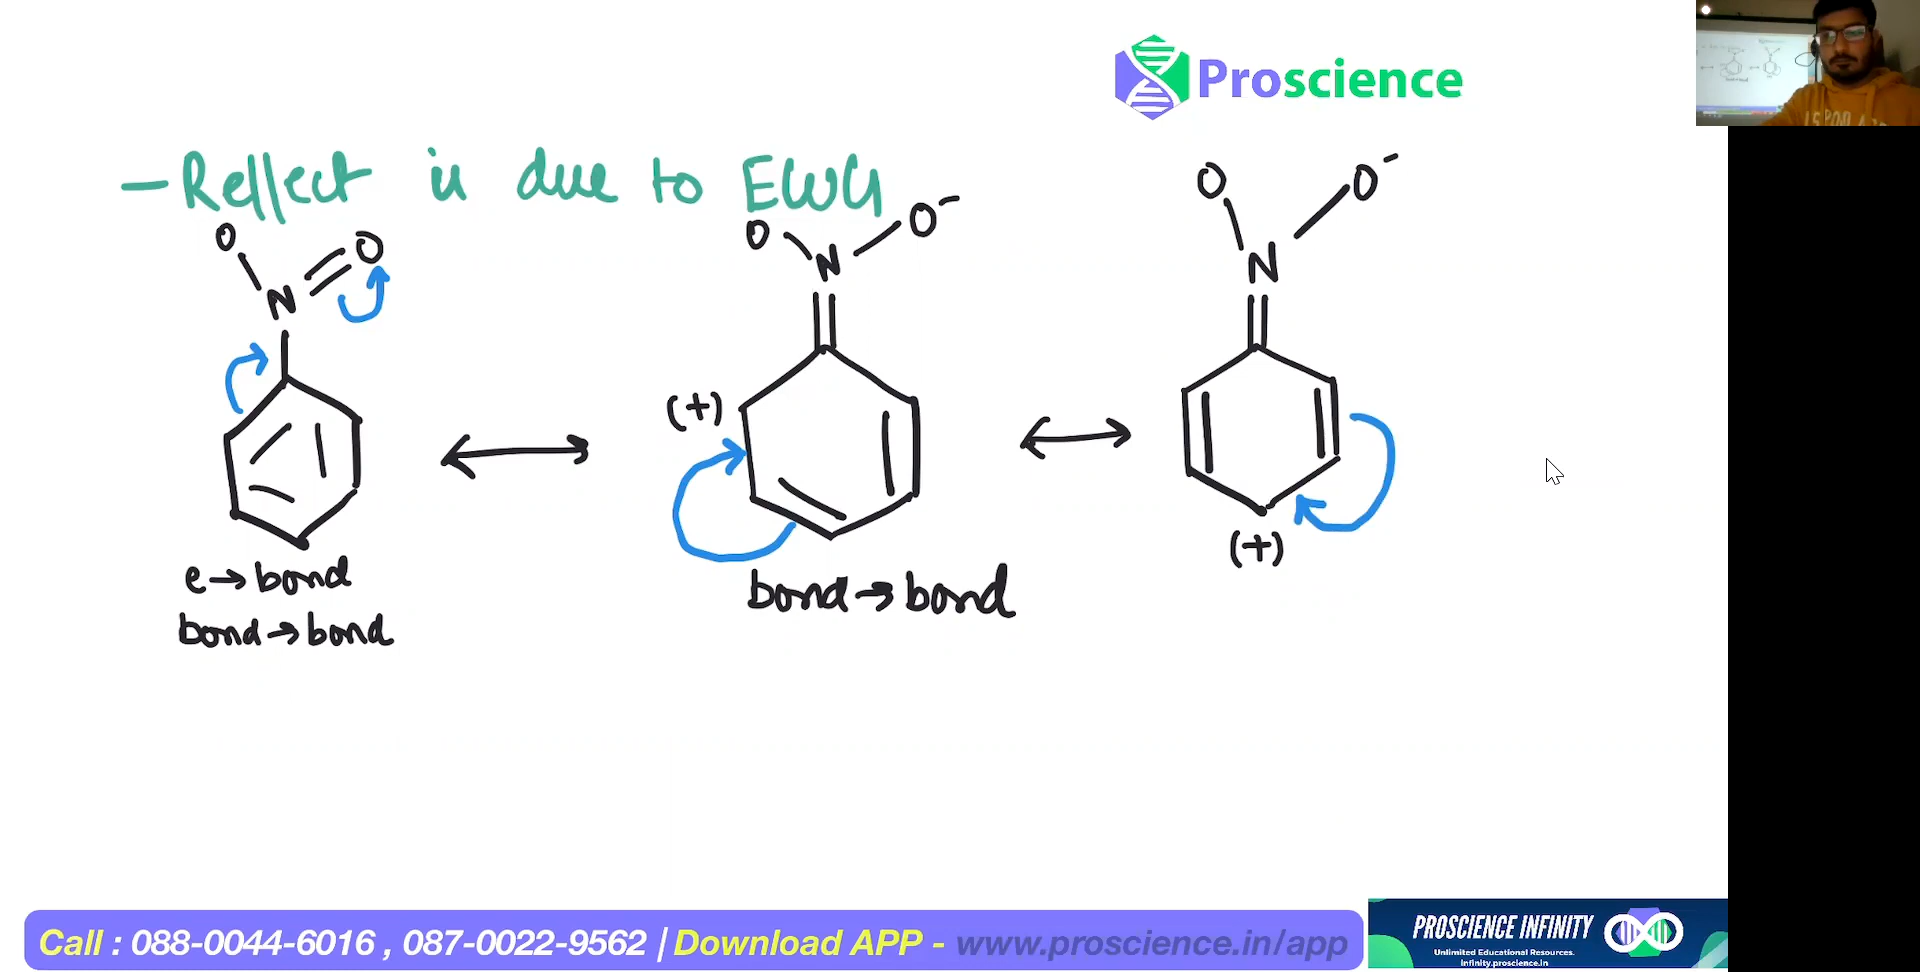 Proscience
- Reffect is due to EWG
O N O
O N O⁻
O N O⁻
(+)
(+)
e → bond
bond → bond
bond → bond
Call : 088-0044-6016 , 087-0022-9562 | Download APP - www.proscience.in/app
PROSCIENCE INFINITY
Unlimited Educational Resources.
infinity.proscience.in